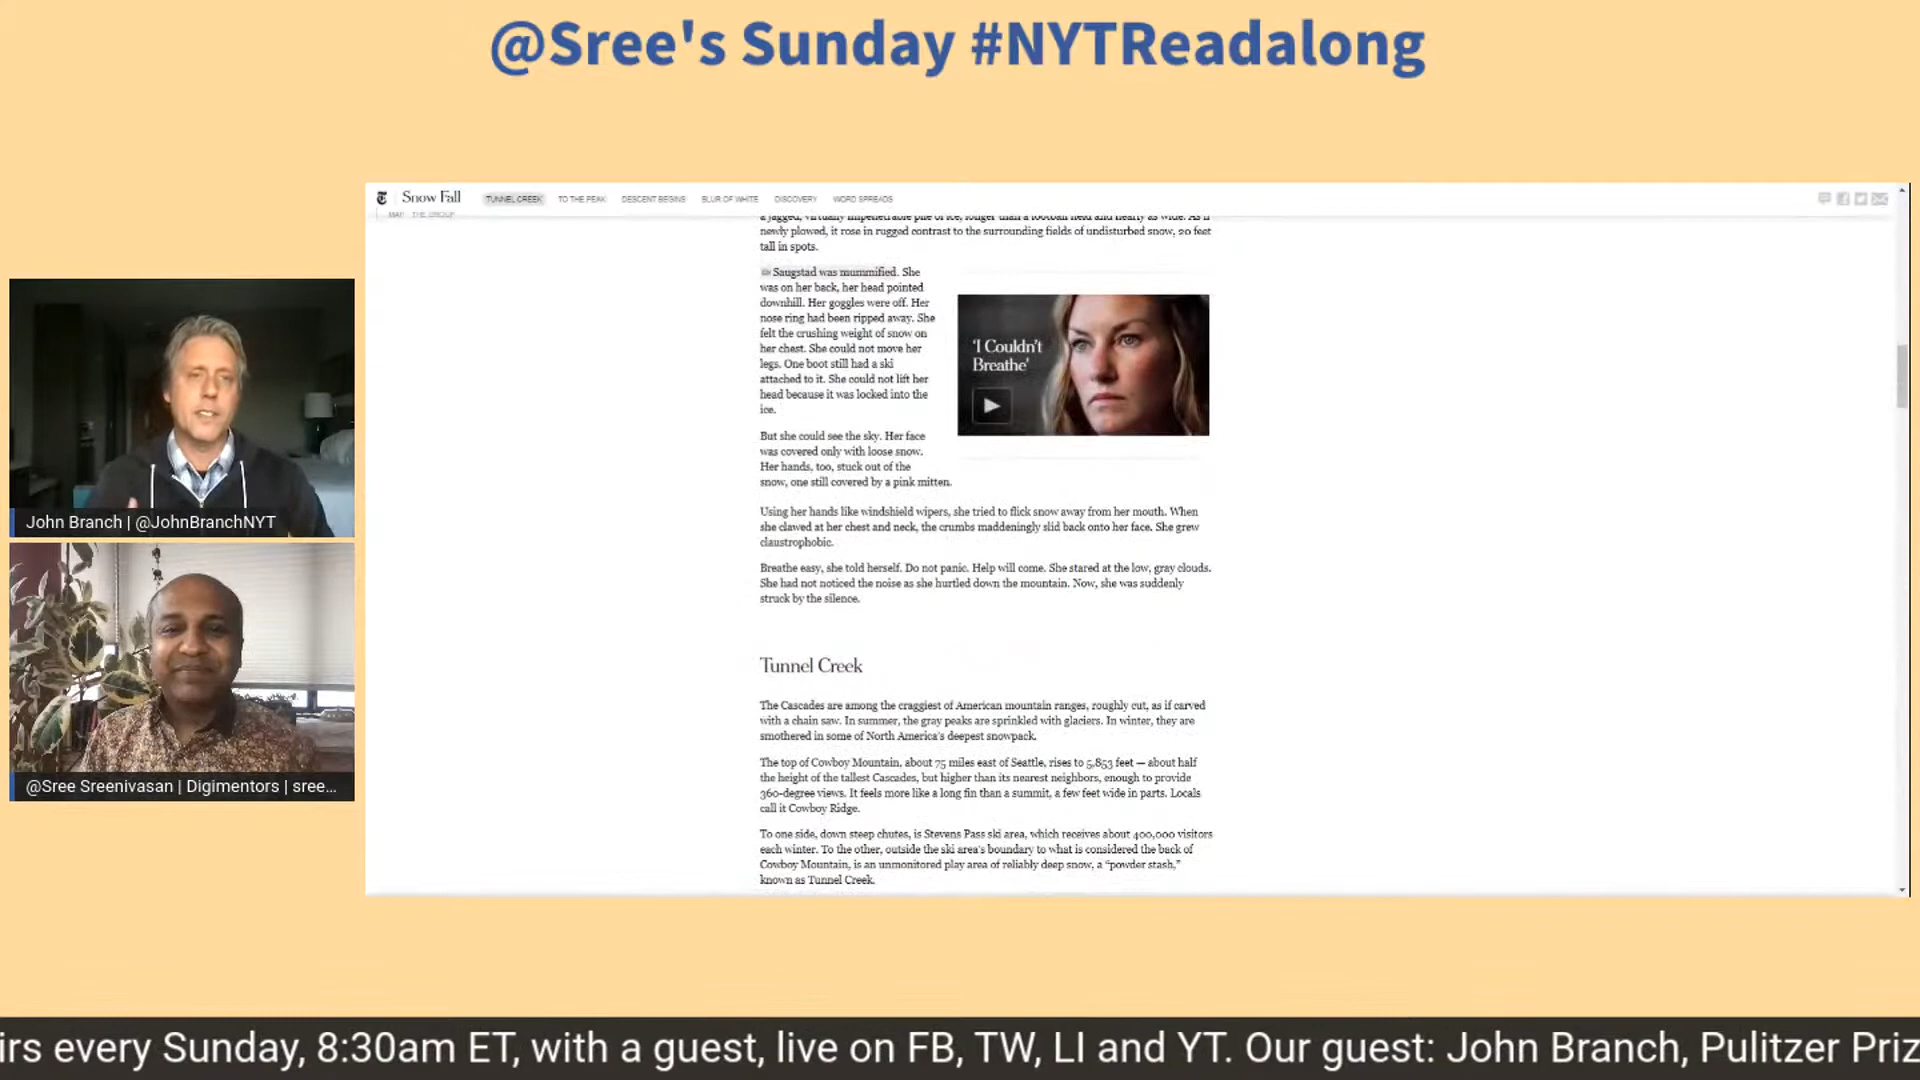 @Sree's Sunday #NYTReadalong
Snow Fall TUNNEL CREEK TO THE PEAK DESCENT BEGINS BLUR OF WHITE DISCOVERY WORD SPREADS
MAP THE GROUP
a jagged, virtually impenetrable pile of ice, longer than a football field and nearly as wide. As if
newly plowed, it rose in rugged contrast to the surrounding fields of undisturbed snow, 20 feet
tall in spots.
Saugstad was mummified. She
was on her back, her head pointed
downhill. Her goggles were off. Her
nose ring had been ripped away. She
felt the crushing weight of snow on
her chest. She could not move her
legs. One boot still had a ski
attached to it. She could not lift her
head because it was locked into the
ice.
'I Couldn't
Breathe'
But she could see the sky. Her face
was covered only with loose snow.
Her hands, too, stuck out of the
snow, one still covered by a pink mitten.
Using her hands like windshield wipers, she tried to flick snow away from her mouth. When
she clawed at her chest and neck, the crumbs maddeningly slid back onto her face. She grew
claustrophobic.
Breathe easy, she told herself. Do not panic. Help will come. She stared at the low, gray clouds.
She had not noticed the noise as she hurtled down the mountain. Now, she was suddenly
struck by the silence.
Tunnel Creek
The Cascades are among the craggiest of American mountain ranges, roughly cut, as if carved
with a chain saw. In summer, the gray peaks are sprinkled with glaciers. In winter, they are
smothered in some of North America's deepest snowpack.
The top of Cowboy Mountain, about 75 miles east of Seattle, rises to 5,853 feet — about half
the height of the tallest Cascades, but higher than its nearest neighbors, enough to provide
360-degree views. It feels more like a long fin than a summit, a few feet wide in parts. Locals
call it Cowboy Ridge.
To one side, down steep chutes, is Stevens Pass ski area, which receives about 400,000 visitors
each winter. To the other, outside the ski area's boundary to what is considered the back of
Cowboy Mountain, is an unmonitored play area of reliably deep snow, a "powder stash,"
known as Tunnel Creek.
John Branch | @JohnBranchNYT
@Sree Sreenivasan | Digimentors | sree...
irs every Sunday, 8:30am ET, with a guest, live on FB, TW, LI and YT. Our guest: John Branch, Pulitzer Priz